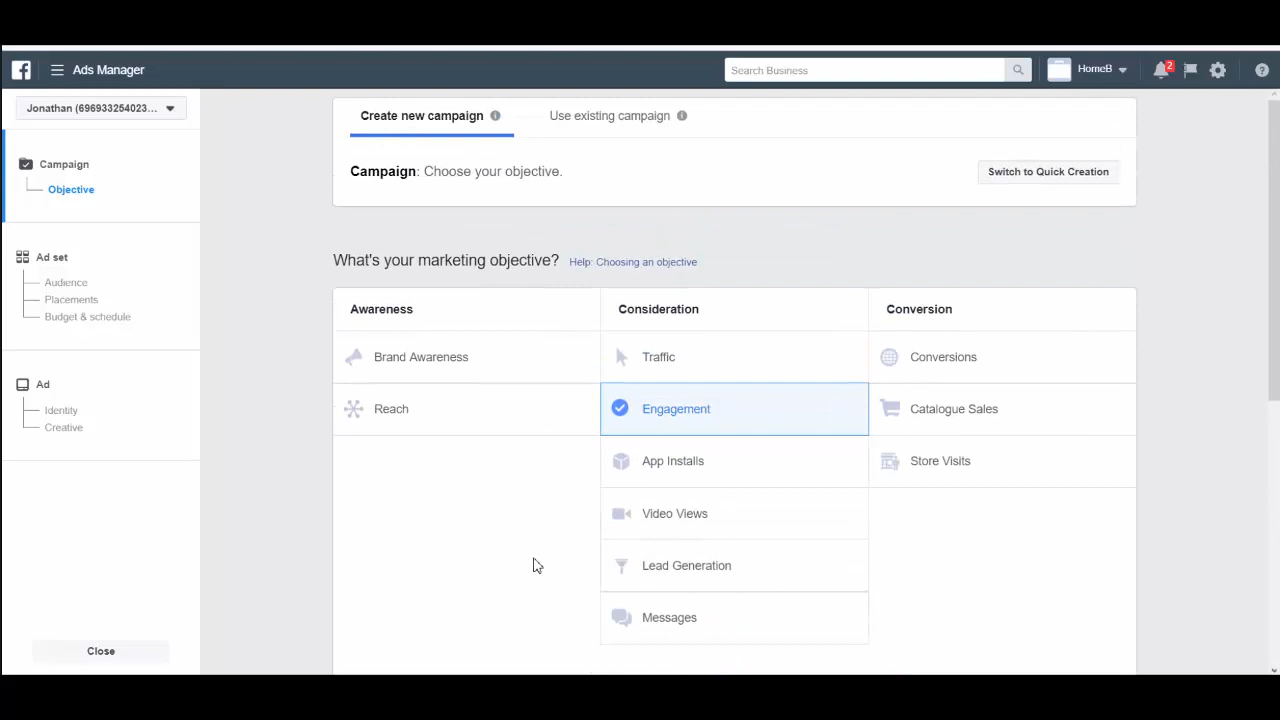 Ads Manager
Search Business
HomeB
2
Jonathan (696933254023...
Campaign
Objective
Ad set
Audience
Placements
Budget & schedule
Ad
Identity
Creative
Close
Create new campaign
Use existing campaign
Campaign: Choose your objective.
Switch to Quick Creation
What's your marketing objective? Help: Choosing an objective
Awareness
Consideration
Conversion
Brand Awareness
Traffic
Conversions
Reach
Engagement
Catalogue Sales
App Installs
Store Visits
Video Views
Lead Generation
Messages